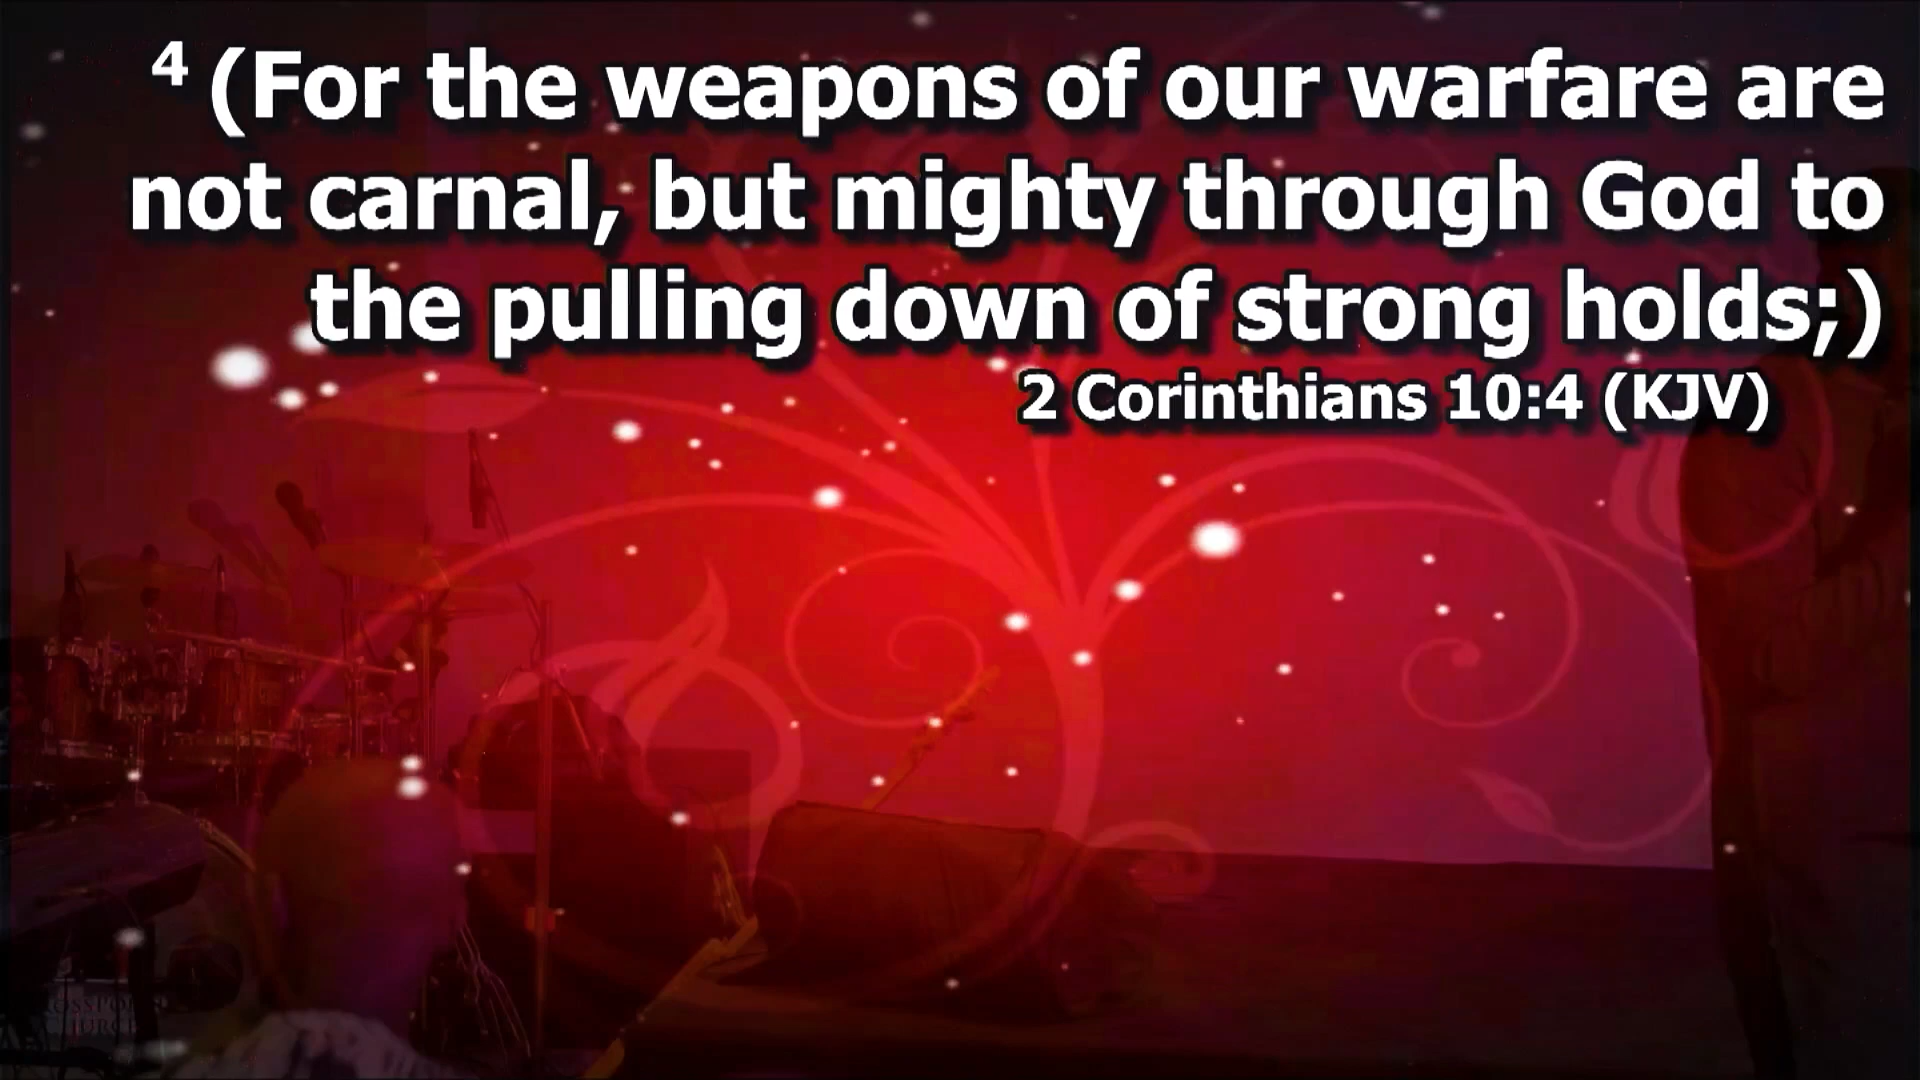 4 (For the weapons of our warfare are
not carnal, but mighty through God to
the pulling down of strong holds;)
2 Corinthians 10:4 (KJV)